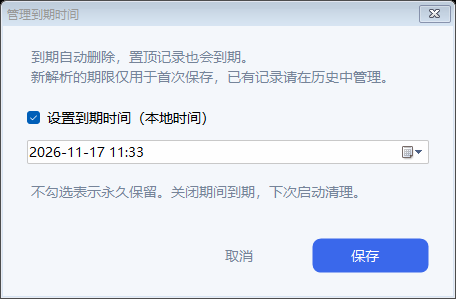 管理到期时间
到期自动删除，置顶记录也会到期。
新解析的期限仅用于首次保存，已有记录请在历史中管理。
设置到期时间（本地时间）
2026-11-17 11:33
不勾选表示永久保留。关闭期间到期，下次启动清理。
取消
保存